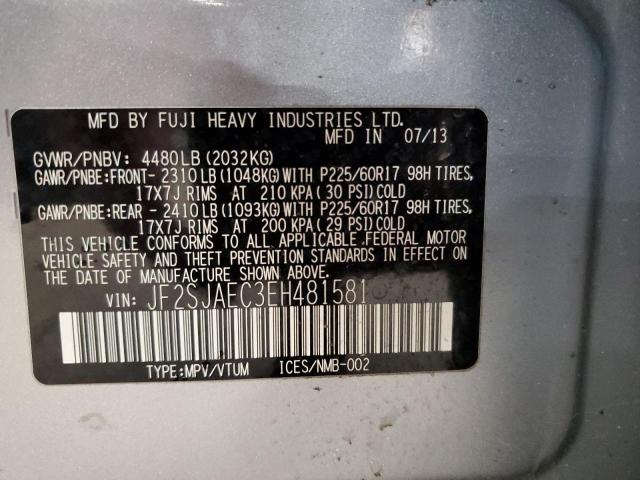 MFD BY FUJI HEAVY INDUSTRIES LTD.
MFD IN 07/13
GVWR/PNBV: 4480LB(2032KG)
GAWR/PNBE:FRONT- 2310LB(1048KG)WITH P225/60R17 98H TIRES,
17X7J RIMS AT 210KPA(30 PSI)COLD
GAWR/PNBE:REAR - 2410LB(1093KG)WITH P225/60R17 98H TIRES,
17X7J RIMS AT 200KPA(29 PSI)COLD
THIS VEHICLE CONFORMS TO ALL APPLICABLE FEDERAL MOTOR
VEHICLE SAFETY AND THEFT PREVENTION STANDARDS IN EFFECT
ON THE DATE OF MANUFACTURE SHOWN ABOVE.
VIN: JF2SJAEC3EH481581
TYPE:MPV/VTUM ICES/NMB-002